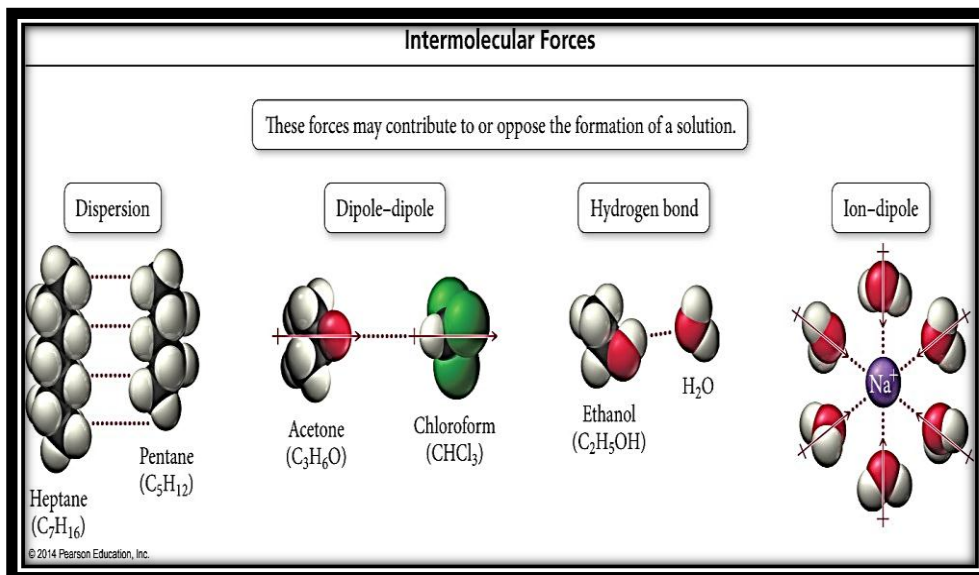 Intermolecular Forces
These forces may contribute to or oppose the formation of a solution.
Dispersion
Dipole–dipole
Hydrogen bond
Ion–dipole
Heptane
(C₇H₁₆)
Pentane
(C₅H₁₂)
Acetone
(C₃H₆O)
Chloroform
(CHCl₃)
Ethanol
(C₂H₅OH)
H₂O
Na⁺
© 2014 Pearson Education, Inc.